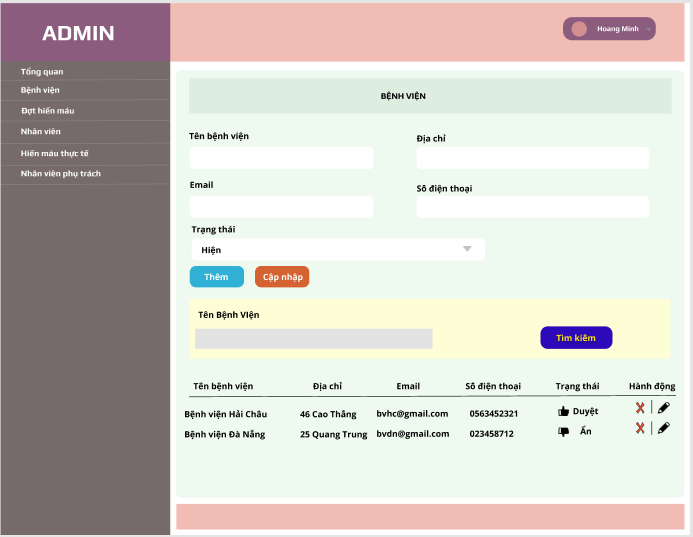 ADMIN
Hoang Minh
Tổng quan
Bệnh viện
Đợt hiến máu
Nhân viên
Hiến máu thực tế
Nhân viên phụ trách
BỆNH VIỆN
Tên bệnh viện
Địa chỉ
Email
Số điện thoại
Trạng thái
Hiện
Thêm
Cập nhập
Tên Bệnh Viện
Tìm kiếm
Tên bệnh viện Địa chỉ Email Số điện thoại Trạng thái Hành động
Bệnh viện Hải Châu 46 Cao Thắng bvhc@gmail.com 0563452321 Duyệt
Bệnh viện Đà Nẵng 25 Quang Trung bvdn@gmail.com 023458712 Ẩn